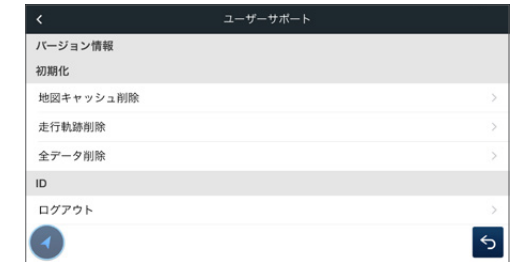 ユーザーサポート
バージョン情報
初期化
地図キャッシュ削除
走行軌跡削除
全データ削除
ID
ログアウト